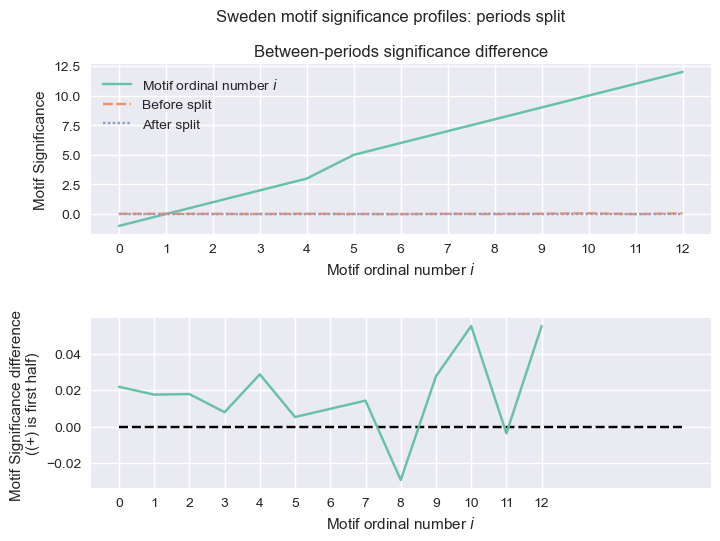 Sweden motif significance profiles: periods split
Between-periods significance difference
Motif Significance
12.5
10.0
7.5
5.0
2.5
0.0
Motif ordinal number i
Before split
After split
0 1 2 3 4 5 6 7 8 9 10 11 12
Motif ordinal number i
Motif Significance difference
((+) is first half)
0.04
0.02
0.00
−0.02
0 1 2 3 4 5 6 7 8 9 10 11 12
Motif ordinal number i